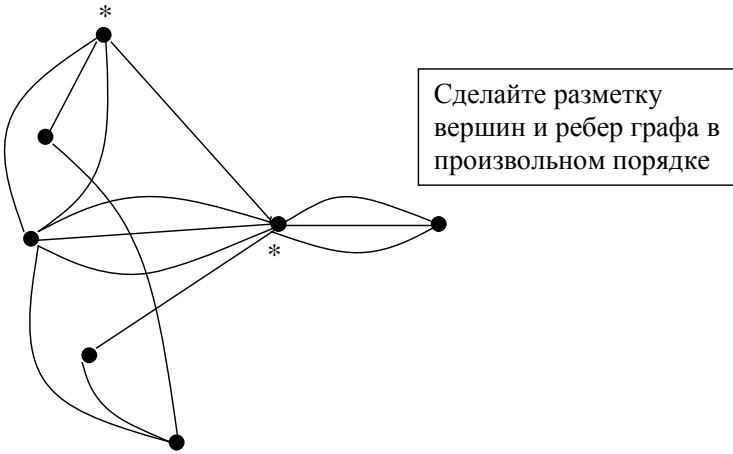 *
Сделайте разметку
вершин и ребер графа в
произвольном порядке
*